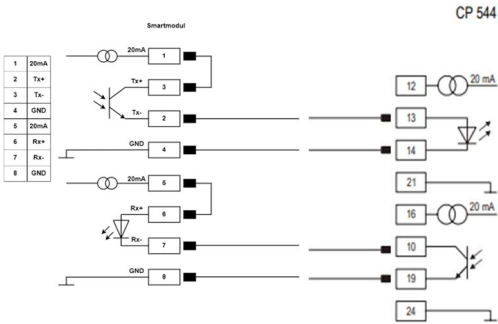 CP 544
Smartmodul
1 20mA
2 Tx+
3 Tx-
4 GND
5 20mA
6 Rx+
7 Rx-
8 GND
20mA 1
Tx+ 3
Tx- 2
GND 4
20mA 5
Rx+ 6
Rx- 7
GND 8
12 20 mA
13
14
21
16 20 mA
10
19
24